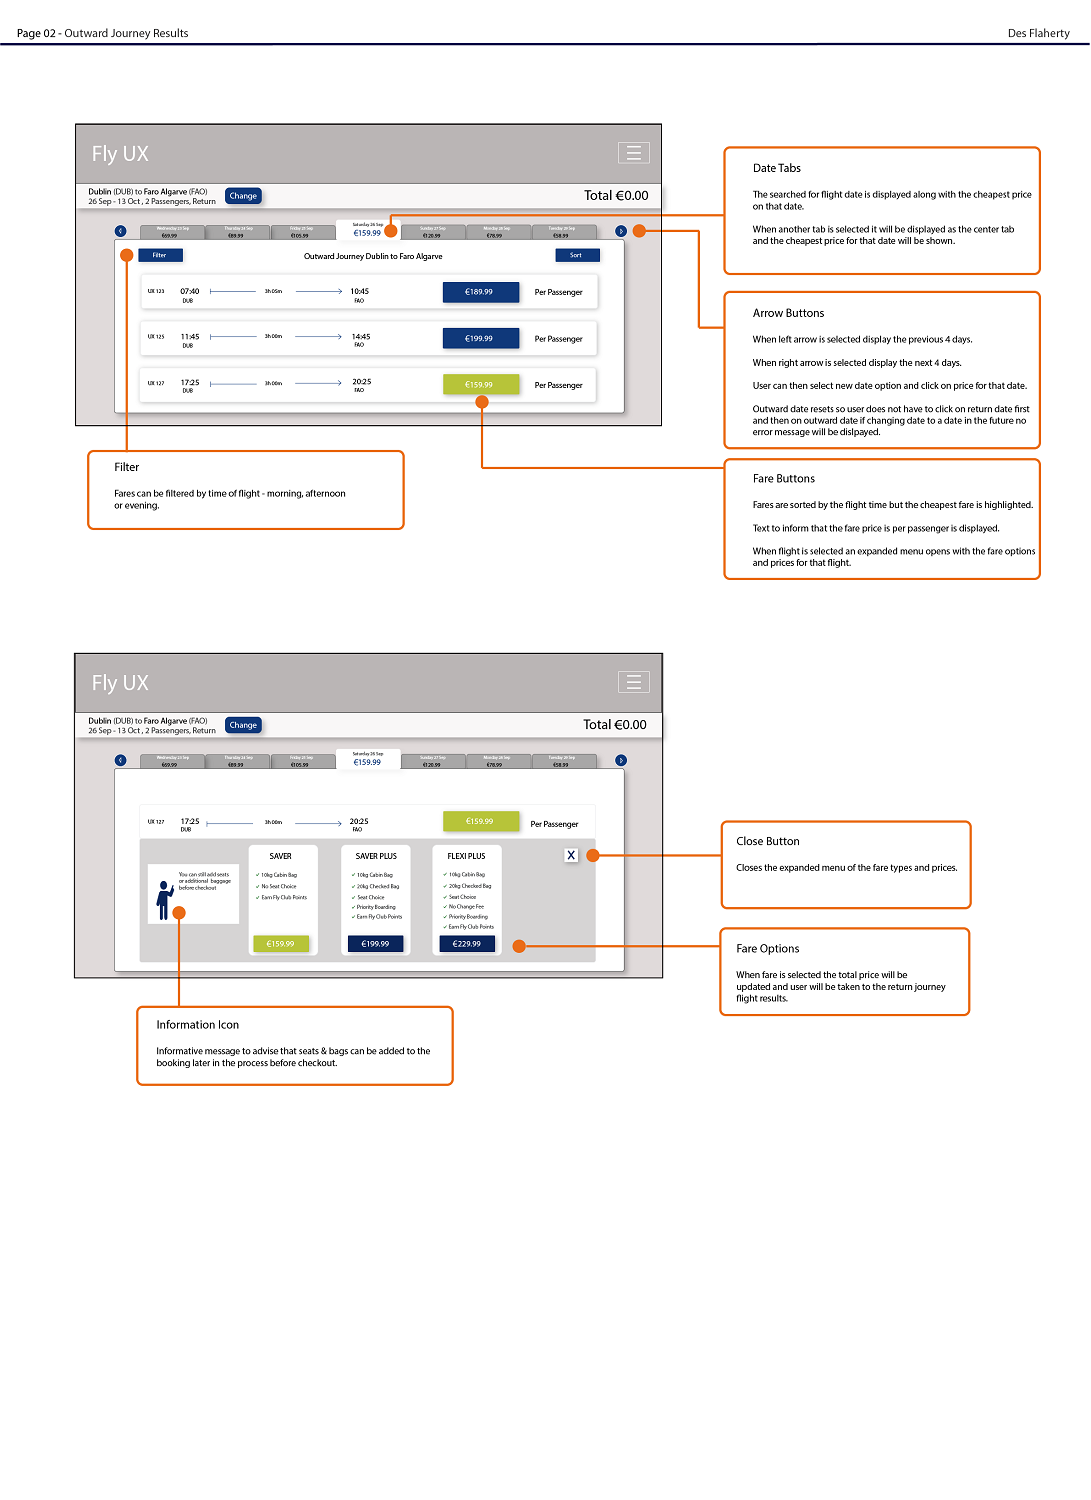 Page 02 - Outward Journey Results
Des Flaherty
Fly UX
Dublin (DUB) to Faro Algarve (FAO)
26 Sep - 13 Oct , 2 Passengers, Return
Change
Total €0.00
Wednesday 23 Sep
€69.99
Thursday 24 Sep
€89.99
Friday 25 Sep
€105.99
Saturday 26 Sep
€159.99
Sunday 27 Sep
€120.99
Monday 28 Sep
€78.99
Tuesday 29 Sep
€58.99
Filter
Outward Journey Dublin to Faro Algarve
Sort
UX 123
07:40
DUB
3h 05m
10:45
FAO
€189.99
Per Passenger
UX 125
11:45
DUB
3h 00m
14:45
FAO
€199.99
Per Passenger
UX 127
17:25
DUB
3h 00m
20:25
FAO
€159.99
Per Passenger
Date Tabs
The searched for flight date is displayed along with the cheapest price
on that date.
When another tab is selected it will be displayed as the center tab
and the cheapest price for that date will be shown.
Arrow Buttons
When left arrow is selected display the previous 4 days.
When right arrow is selected display the next 4 days.
User can then select new date option and click on price for that date.
Outward date resets so user does not have to click on return date first
and then on outward date if changing date to a date in the future no
error message will be dislpayed.
Filter
Fares can be filtered by time of flight - morning, afternoon
or evening.
Fare Buttons
Fares are sorted by the flight time but the cheapest fare is highlighted.
Text to inform that the fare price is per passenger is displayed.
When flight is selected an expanded menu opens with the fare options
and prices for that flight.
Fly UX
Dublin (DUB) to Faro Algarve (FAO)
26 Sep - 13 Oct , 2 Passengers, Return
Change
Total €0.00
Wednesday 23 Sep
€69.99
Thursday 24 Sep
€89.99
Friday 25 Sep
€105.99
Saturday 26 Sep
€159.99
Sunday 27 Sep
€120.99
Monday 28 Sep
€78.99
Tuesday 29 Sep
€58.99
UX 127
17:25
DUB
3h 00m
20:25
FAO
€159.99
Per Passenger
You can still add seats
or additional baggage
before checkout
SAVER
✓ 10kg Cabin Bag
✓ No Seat Choice
✓ Earn Fly Club Points
€159.99
SAVER PLUS
✓ 10kg Cabin Bag
✓ 20kg Checked Bag
✓ Seat Choice
✓ Priority Boarding
✓ Earn Fly Club Points
€199.99
FLEXI PLUS
✓ 10kg Cabin Bag
✓ 20kg Checked Bag
✓ Seat Choice
✓ No Change Fee
✓ Priority Boarding
✓ Earn Fly Club Points
€229.99
X
Close Button
Closes the expanded menu of the fare types and prices.
Fare Options
When fare is selected the total price will be
updated and user will be taken to the return journey
flight results.
Information Icon
Informative message to advise that seats & bags can be added to the
booking later in the process before checkout.